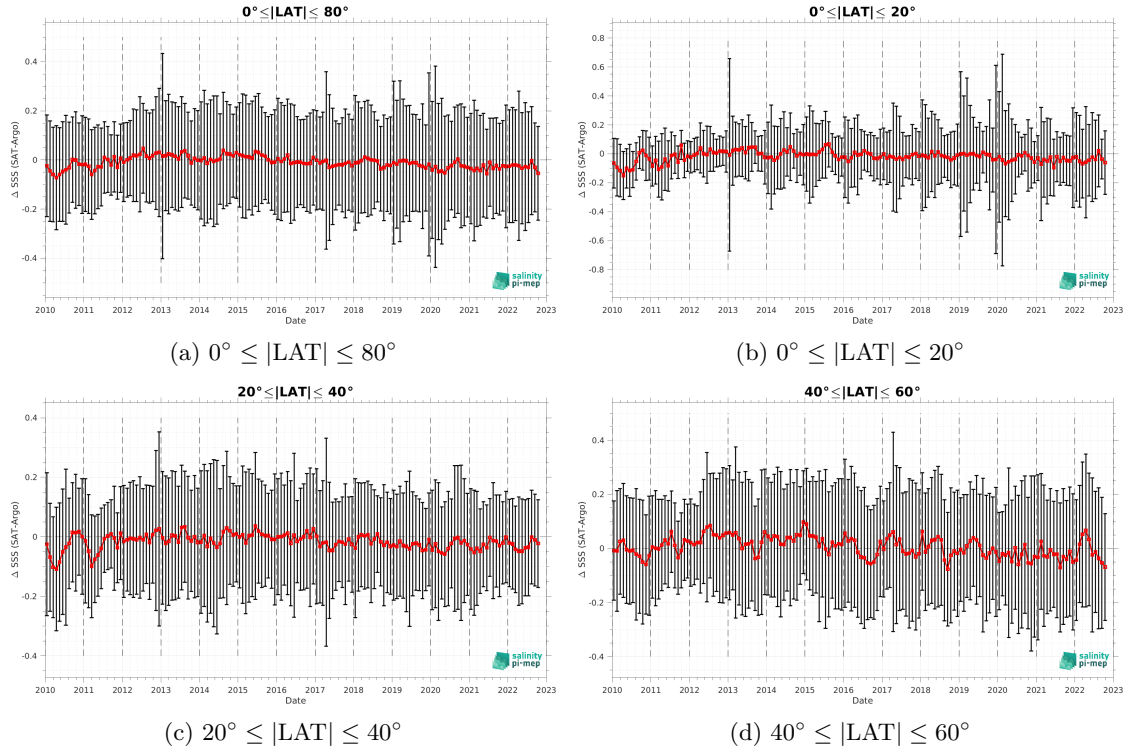 0°≤|LAT|≤ 80°
Δ SSS (SAT-Argo)
0.4
0.2
0
-0.2
-0.4
2010 2011 2012 2013 2014 2015 2016 2017 2018 2019 2020 2021 2022 2023
Date
salinity
pi-mep
(a) 0° ≤ |LAT| ≤ 80°
0°≤|LAT|≤ 20°
Δ SSS (SAT-Argo)
0.8
0.6
0.4
0.2
0
-0.2
-0.4
-0.6
-0.8
2010 2011 2012 2013 2014 2015 2016 2017 2018 2019 2020 2021 2022 2023
Date
salinity
pi-mep
(b) 0° ≤ |LAT| ≤ 20°
20°≤|LAT|≤ 40°
Δ SSS (SAT-Argo)
0.4
0.2
0
-0.2
-0.4
2010 2011 2012 2013 2014 2015 2016 2017 2018 2019 2020 2021 2022 2023
Date
salinity
pi-mep
(c) 20° ≤ |LAT| ≤ 40°
40°≤|LAT|≤ 60°
Δ SSS (SAT-Argo)
0.4
0.2
0
-0.2
-0.4
2010 2011 2012 2013 2014 2015 2016 2017 2018 2019 2020 2021 2022 2023
Date
salinity
pi-mep
(d) 40° ≤ |LAT| ≤ 60°